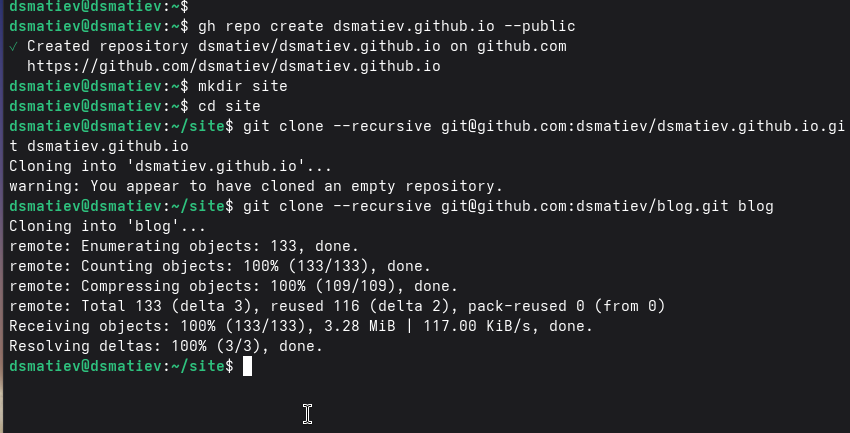 dsmatiev@dsmatiev:~$
dsmatiev@dsmatiev:~$ gh repo create dsmatiev.github.io --public
✓ Created repository dsmatiev/dsmatiev.github.io on github.com
  https://github.com/dsmatiev/dsmatiev.github.io
dsmatiev@dsmatiev:~$ mkdir site
dsmatiev@dsmatiev:~$ cd site
dsmatiev@dsmatiev:~/site$ git clone --recursive git@github.com:dsmatiev/dsmatiev.github.io.gi
t dsmatiev.github.io
Cloning into 'dsmatiev.github.io'...
warning: You appear to have cloned an empty repository.
dsmatiev@dsmatiev:~/site$ git clone --recursive git@github.com:dsmatiev/blog.git blog
Cloning into 'blog'...
remote: Enumerating objects: 133, done.
remote: Counting objects: 100% (133/133), done.
remote: Compressing objects: 100% (109/109), done.
remote: Total 133 (delta 3), reused 116 (delta 2), pack-reused 0 (from 0)
Receiving objects: 100% (133/133), 3.28 MiB | 117.00 KiB/s, done.
Resolving deltas: 100% (3/3), done.
dsmatiev@dsmatiev:~/site$